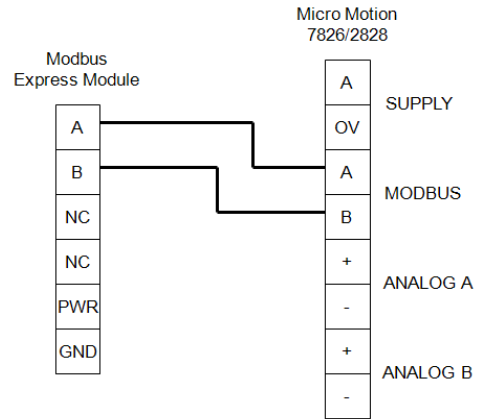 Micro Motion
7826/2828
Modbus
Express Module
A
B
NC
NC
PWR
GND
A
OV
A
B
+
-
+
-
SUPPLY
MODBUS
ANALOG A
ANALOG B